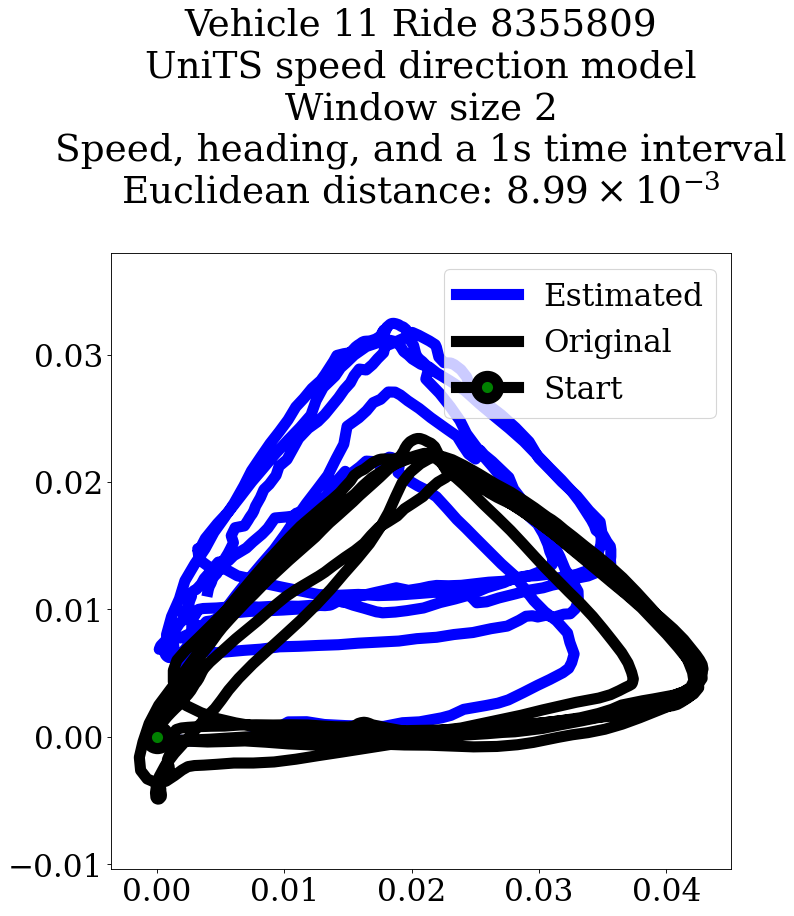 Vehicle 11 Ride 8355809
UniTS speed direction model
Window size 2
Speed, heading, and a 1s time interval
Euclidean distance: 8.99 × 10⁻³
Estimated
Original
Start
0.03
0.02
0.01
0.00
−0.01
0.00 0.01 0.02 0.03 0.04